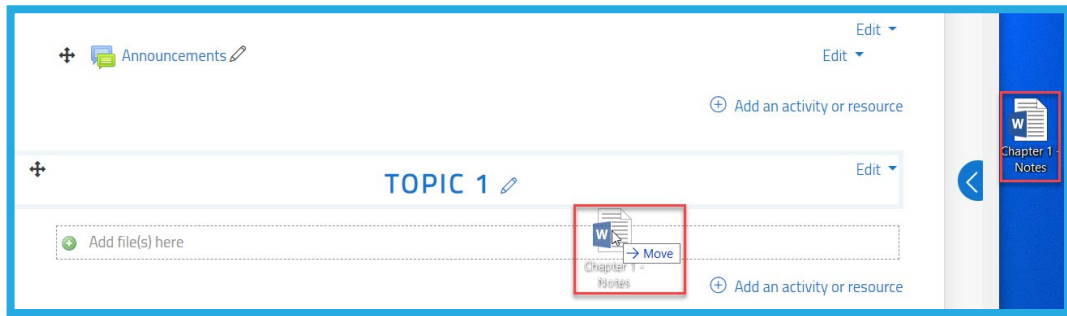 Edit
Announcements
Edit
Add an activity or resource
W
Chapter 1 -
Notes
TOPIC 1
Edit
Add file(s) here
W
Move
Chapter 1 -
Notes
Add an activity or resource